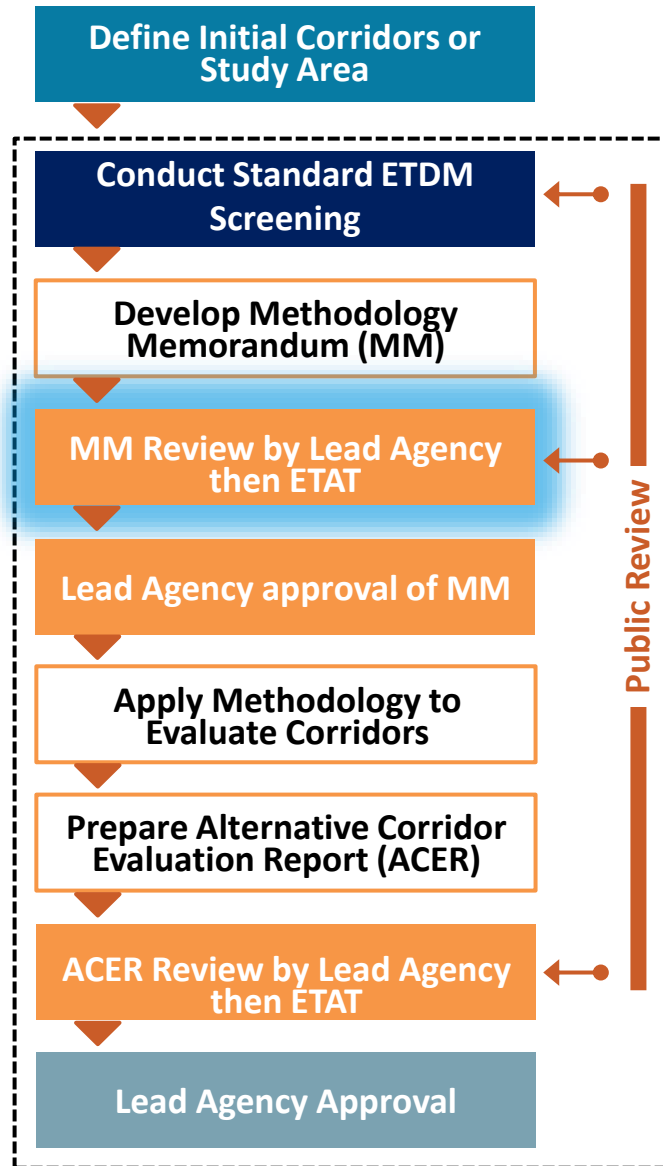 Define Initial Corridors or
Study Area
Conduct Standard ETDM
Screening
Develop Methodology
Memorandum (MM)
MM Review by Lead Agency
then ETAT
Lead Agency approval of MM
Apply Methodology to
Evaluate Corridors
Prepare Alternative Corridor
Evaluation Report (ACER)
ACER Review by Lead Agency
then ETAT
Lead Agency Approval
Public Review